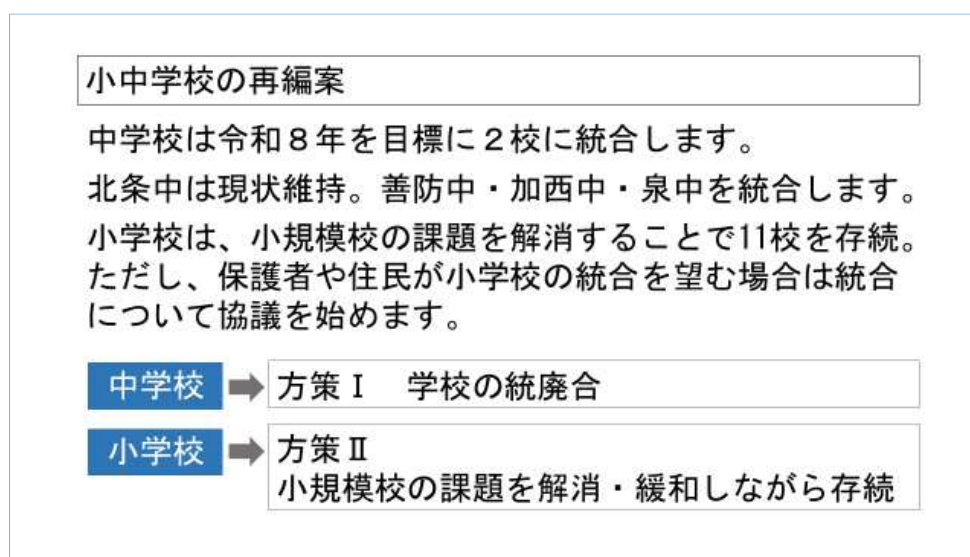 小中学校の再編案
中学校は令和８年を目標に２校に統合します。
北条中は現状維持。善防中・加西中・泉中を統合します。
小学校は、小規模校の課題を解消することで11校を存続。
ただし、保護者や住民が小学校の統合を望む場合は統合
について協議を始めます。
中学校 ➡ 方策Ⅰ　学校の統廃合
小学校 ➡ 方策Ⅱ
小規模校の課題を解消・緩和しながら存続